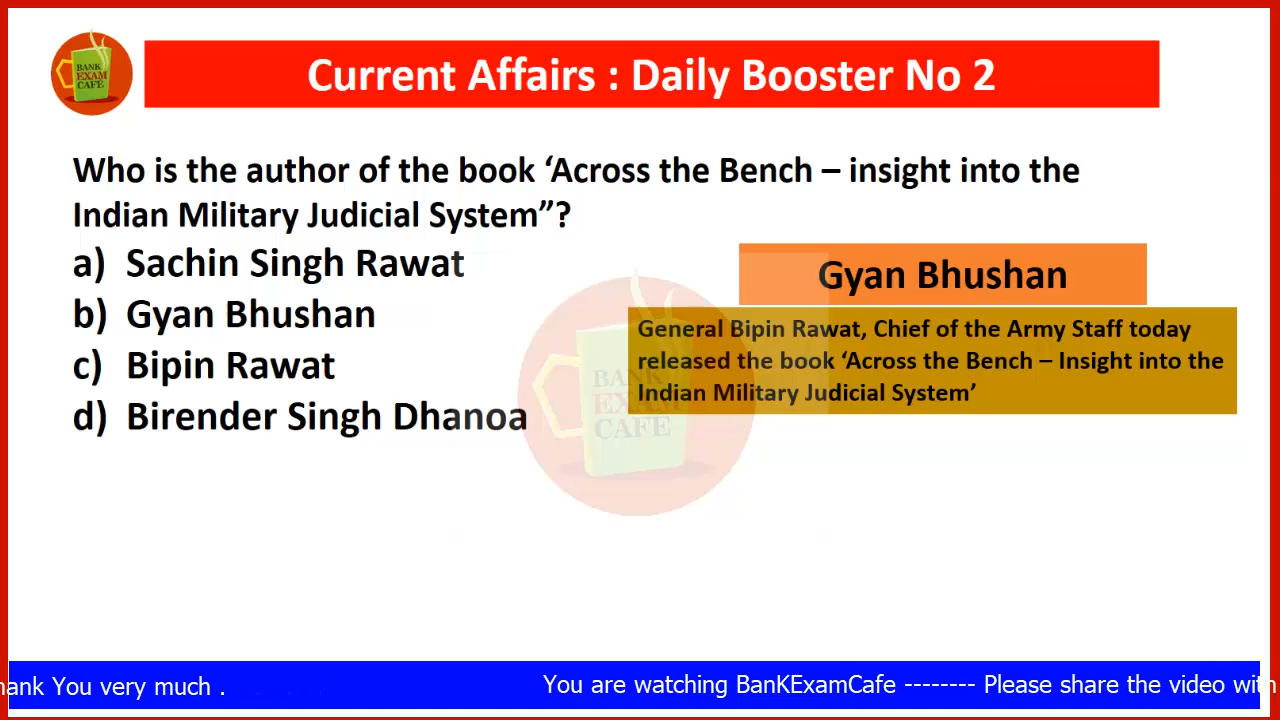 BANK
EXAM
CAFE
Current Affairs : Daily Booster No 2
Who is the author of the book ‘Across the Bench – insight into the
Indian Military Judicial System”?
a) Sachin Singh Rawat
b) Gyan Bhushan
c) Bipin Rawat
d) Birender Singh Dhanoa
Gyan Bhushan
General Bipin Rawat, Chief of the Army Staff today
released the book ‘Across the Bench – Insight into the
Indian Military Judicial System’
BANK
EXAM
CAFE
hank You very much . You are watching BanKExamCafe -------- Please share the video with